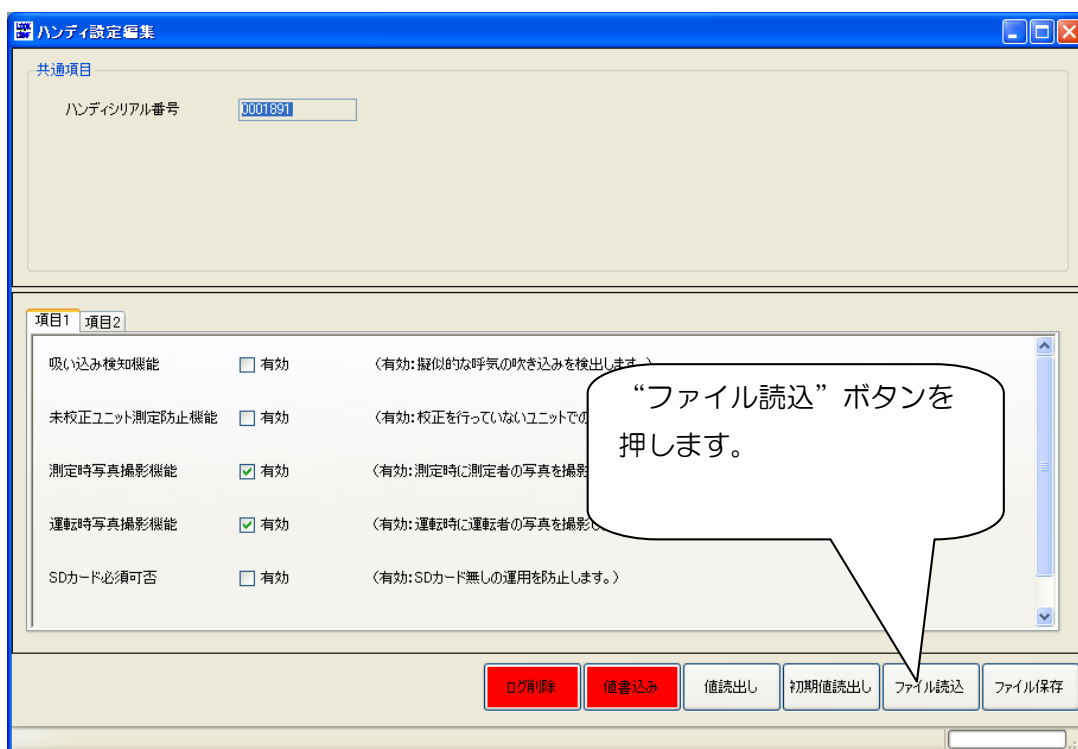 ハンディ設定編集
共通項目
ハンディシリアル番号 0001891
項目1 項目2
吸い込み検知機能 有効 (有効:擬似的な呼気の吹き込みを検出します。)
未校正ユニット測定防止機能 有効 (有効:校正を行っていないユニットでの
測定時写真撮影機能 有効 (有効:測定時に測定者の写真を撮影
運転時写真撮影機能 有効 (有効:運転時に運転者の写真を撮影し
SDカード必須可否 有効 (有効:SDカード無しの運用を防止します。)
“ファイル読込”ボタンを
押します。
ログ削除 値書込み 値読出し 初期値読出し ファイル読込 ファイル保存